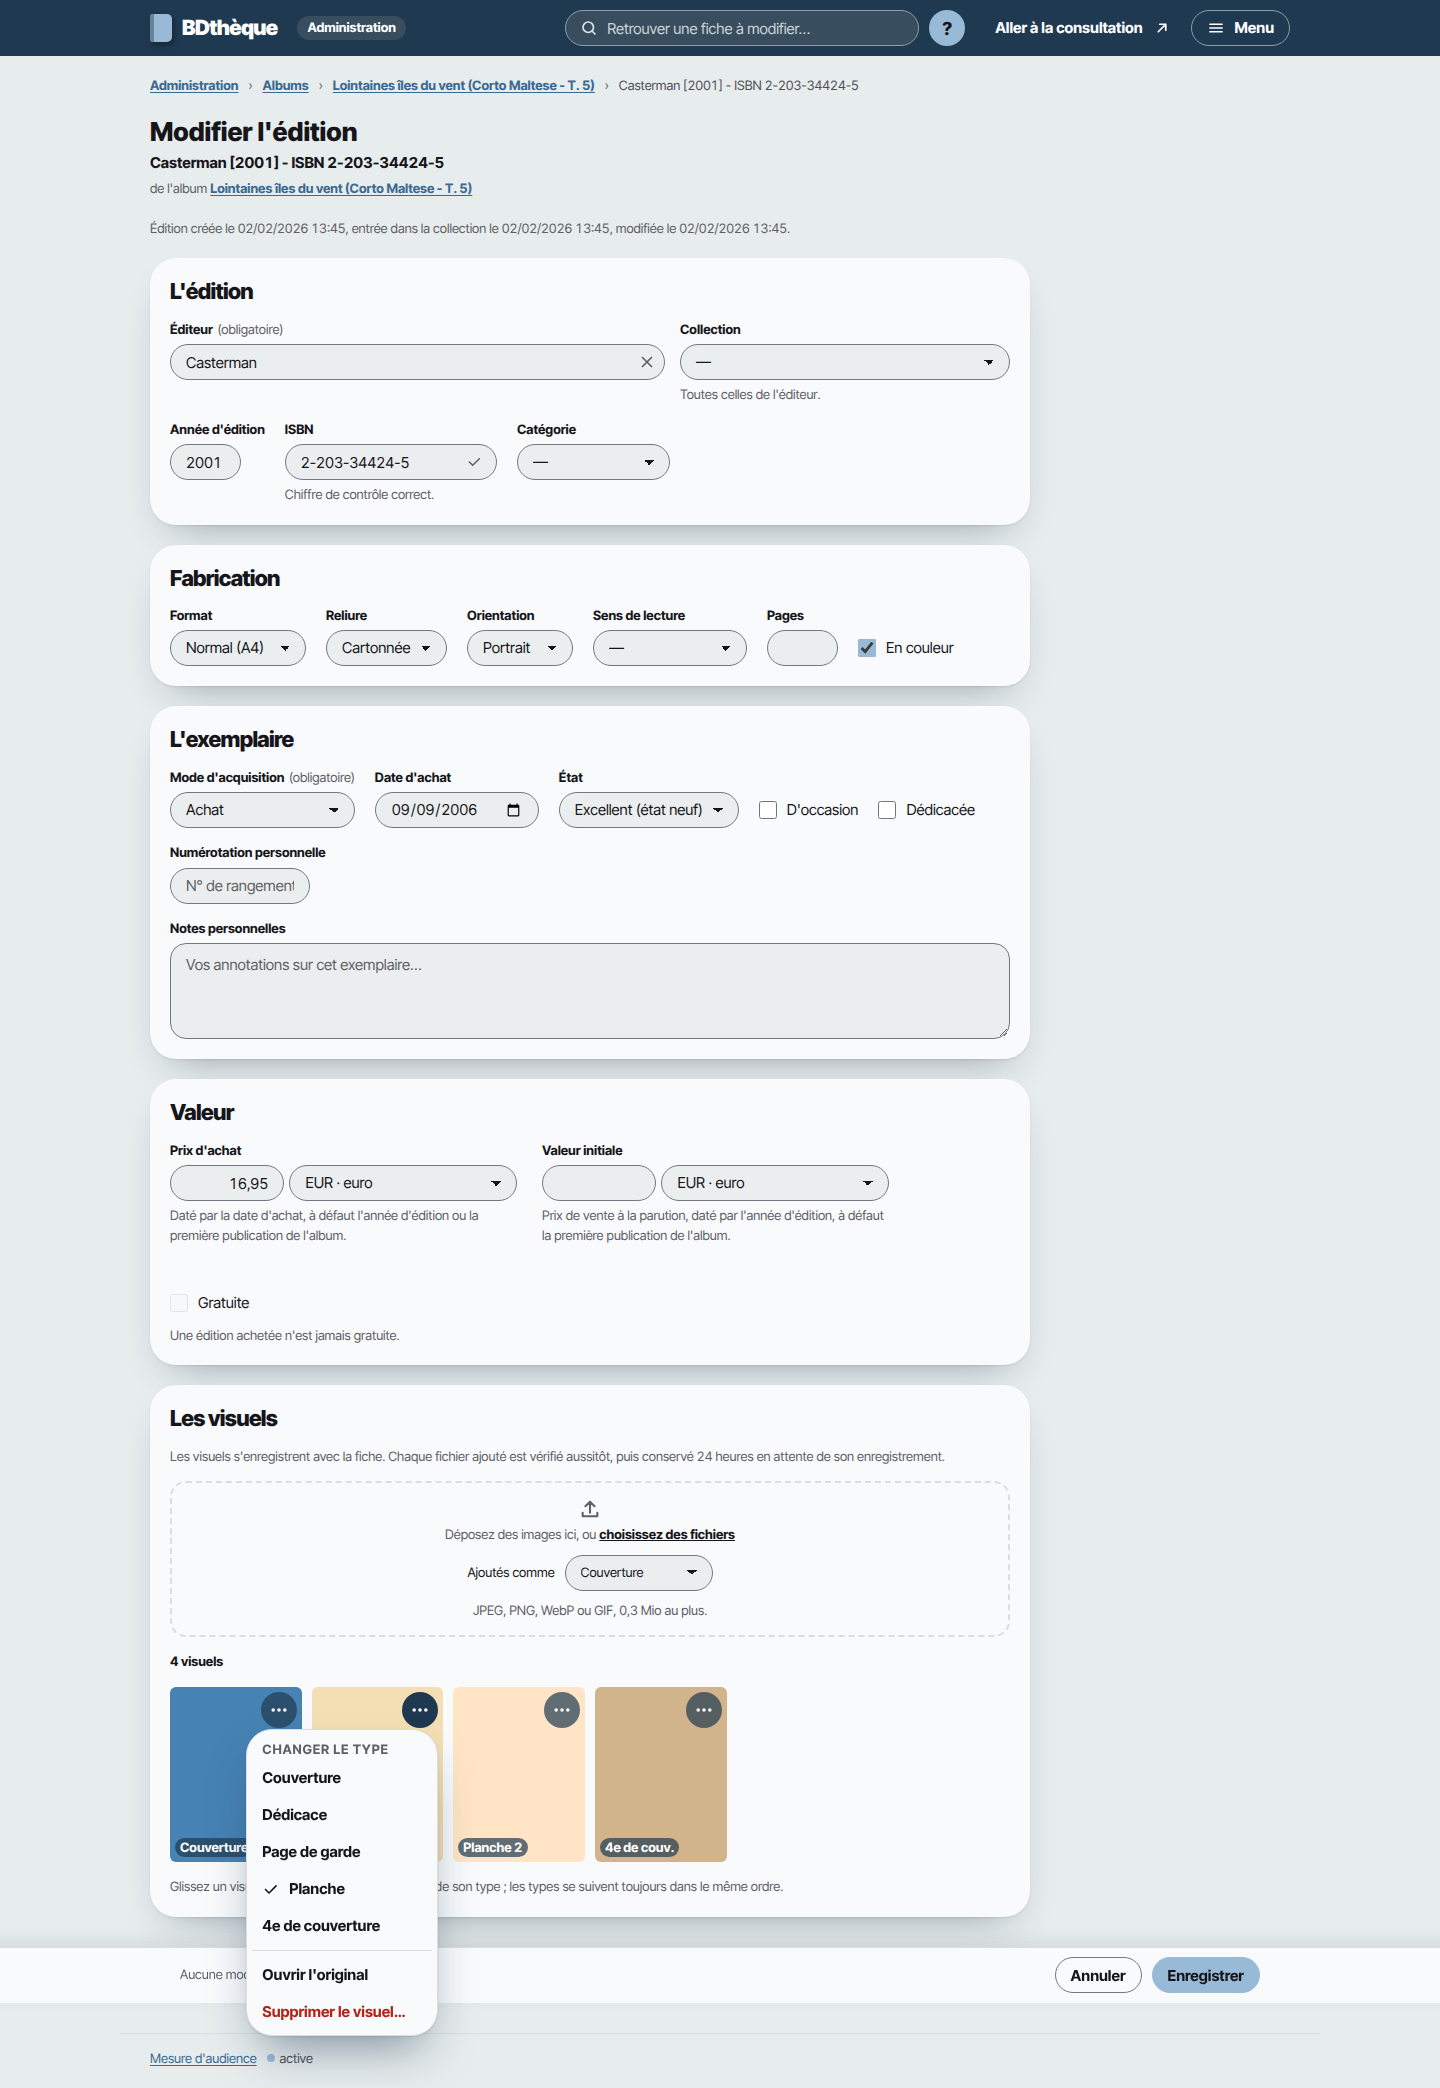 BDthèque
Administration
Retrouver une fiche à modifier...
?
Aller à la consultation
Menu
Administration › Albums › Lointaines îles du vent (Corto Maltese - T. 5) › Casterman [2001] - ISBN 2-203-34424-5
Modifier l'édition
Casterman [2001] - ISBN 2-203-34424-5
de l'album Lointaines îles du vent (Corto Maltese - T. 5)
Édition créée le 02/02/2026 13:45, entrée dans la collection le 02/02/2026 13:45, modifiée le 02/02/2026 13:45.
L'édition
Éditeur (obligatoire)
Collection
Casterman
—
Toutes celles de l'éditeur.
Année d'édition
ISBN
Catégorie
2001
2-203-34424-5
—
Chiffre de contrôle correct.
Fabrication
Format
Reliure
Orientation
Sens de lecture
Pages
Normal (A4)
Cartonnée
Portrait
—
En couleur
L'exemplaire
Mode d'acquisition (obligatoire)
Date d'achat
État
Achat
09/09/2006
Excellent (état neuf)
D'occasion
Dédicacée
Numérotation personnelle
N° de rangement
Notes personnelles
Vos annotations sur cet exemplaire...
Valeur
Prix d'achat
Valeur initiale
16,95
EUR · euro
EUR · euro
Daté par la date d'achat, à défaut l'année d'édition ou la
première publication de l'album.
Prix de vente à la parution, daté par l'année d'édition, à défaut
la première publication de l'album.
Gratuite
Une édition achetée n'est jamais gratuite.
Les visuels
Les visuels s'enregistrent avec la fiche. Chaque fichier ajouté est vérifié aussitôt, puis conservé 24 heures en attente de son enregistrement.
Déposez des images ici, ou choisissez des fichiers
Ajoutés comme
Couverture
JPEG, PNG, WebP ou GIF, 0,3 Mio au plus.
4 visuels
Couverture
Planche 2
4e de couv.
CHANGER LE TYPE
Couverture
Dédicace
Page de garde
Planche
4e de couverture
Ouvrir l'original
Supprimer le visuel...
Glissez un
de son type ; les types se suivent toujours dans le même ordre.
Aucune
Annuler
Enregistrer
Mesure d'audience
active